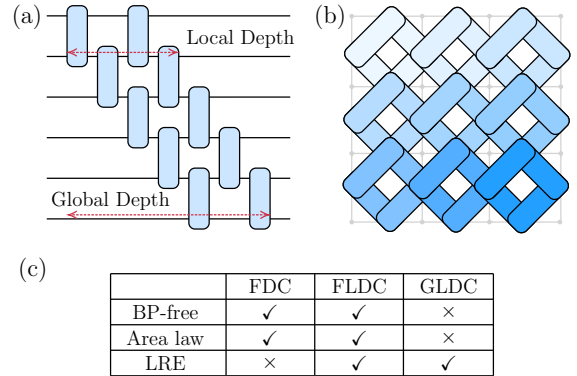 (a)
(b)
Local Depth
Global Depth
(c)
FDC FLDC GLDC
BP-free ✓ ✓ ×
Area law ✓ ✓ ×
LRE × ✓ ✓